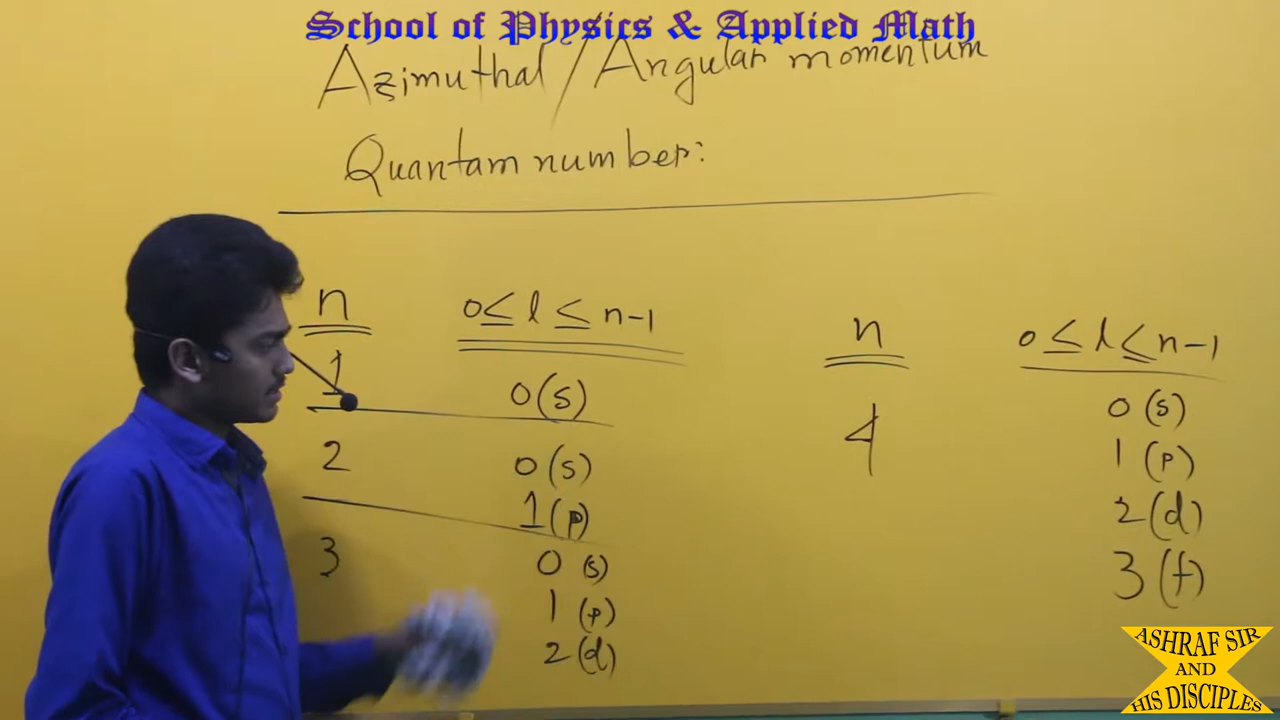 School of Physics & Applied Math
Azimuthal / Angular momentum
Quantam number:
n 0 ≤ l ≤ n-1
1 0 (s)
2 0 (s)
1 (p)
3 0 (s)
1 (p)
2 (d)
n 0 ≤ l ≤ n-1
4 0 (s)
1 (p)
2 (d)
3 (f)
ASHRAF SIR
AND
HIS DISCIPLES